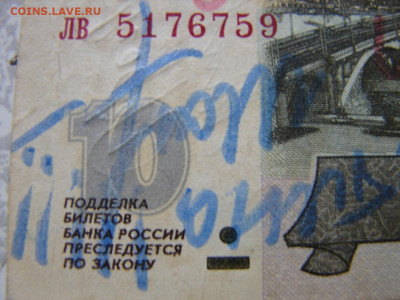 COINS.LAVE.RU
ЛВ 5176759
10
ПОДДЕЛКА
БИЛЕТОВ
БАНКА РОССИИ
ПРЕСЛЕДУЕТСЯ
ПО ЗАКОНУ